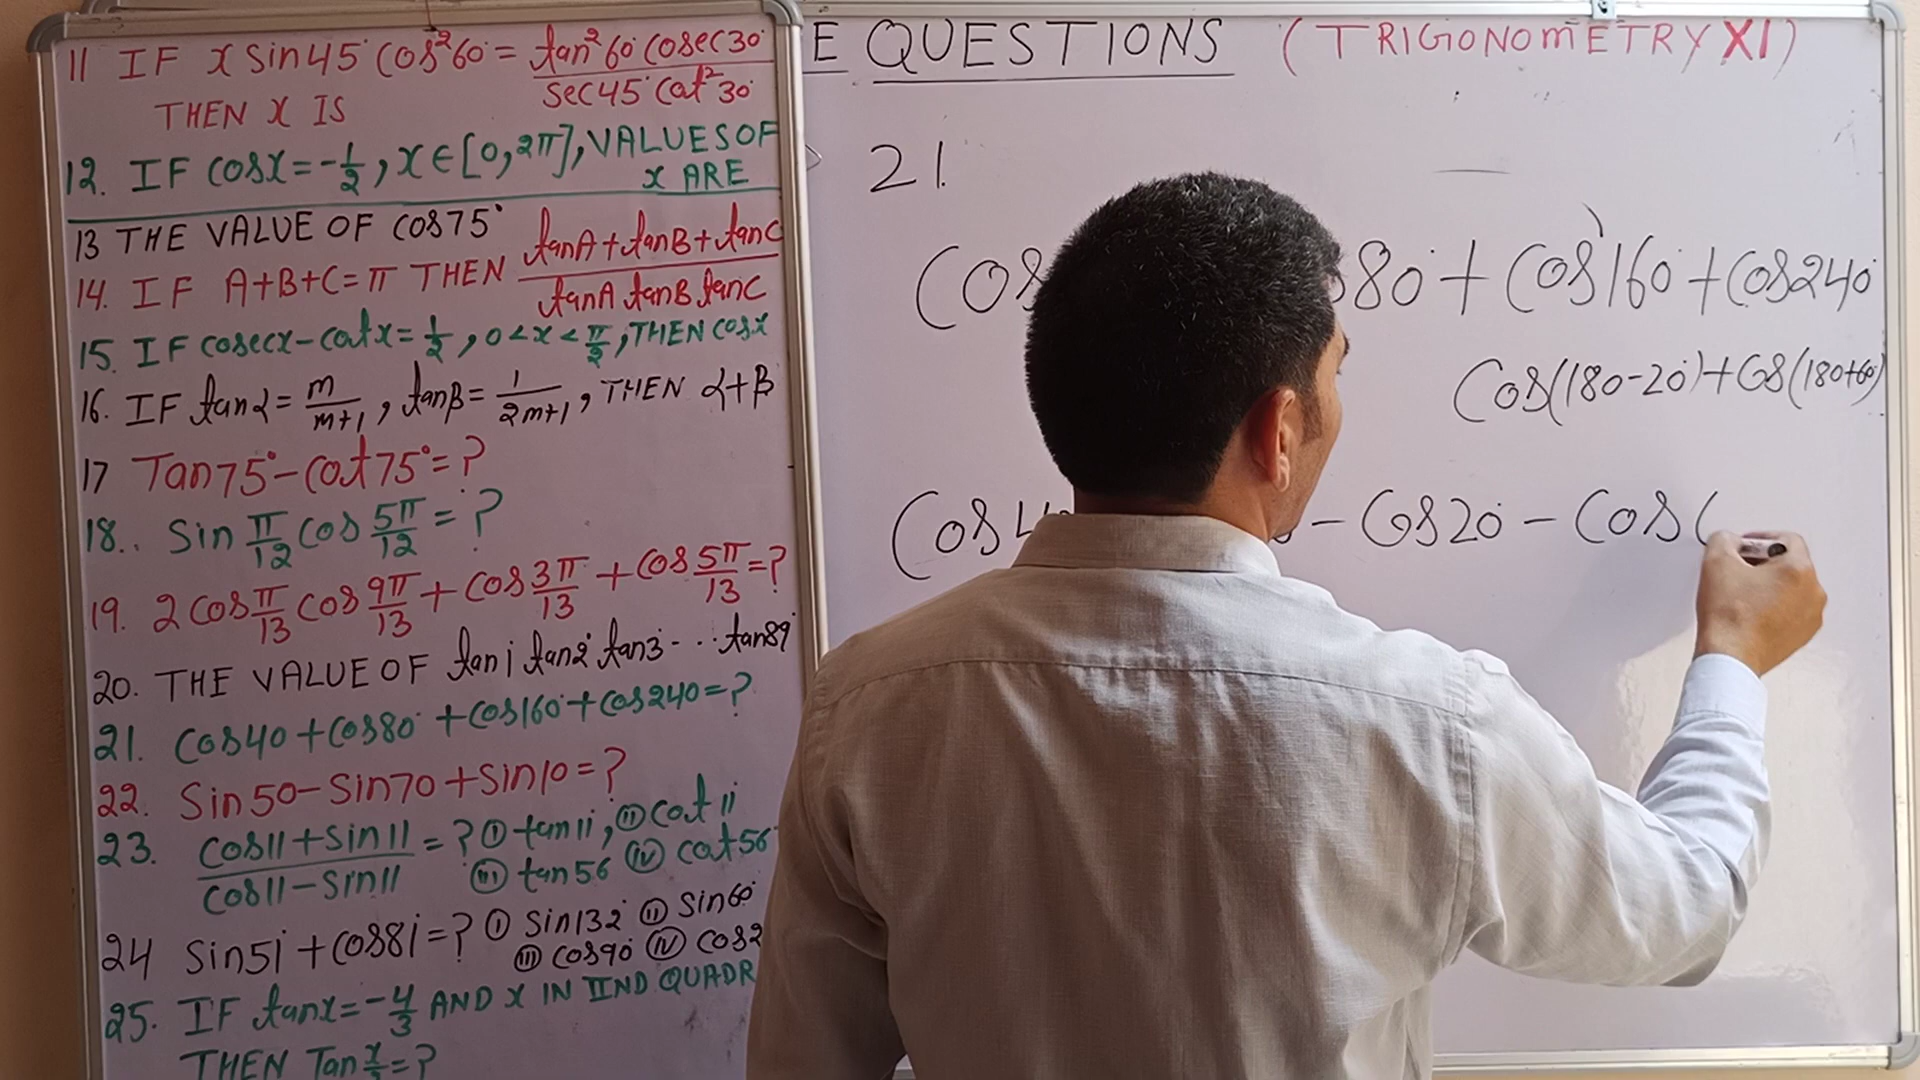 11 IF x sin45° cos²60° = tan²60° cosec30° / sec45° cot²30°
THEN x IS
12. IF cosx = -1/2, x∈[0,2π], VALUES OF
x ARE
13 THE VALUE OF cos75°
14. IF A+B+C=π THEN tanA+tanB+tanC / tanA tanB tanC
15. IF cosecx-cotx=1/2, 0<x<π/2, THEN cosx
16. IF tanα=m/m+1, tanβ=1/2m+1, THEN α+β
17 Tan75°-cot75°=?
18. sin π/12 cos 5π/12=?
19. 2cos π/13 cos 9π/13 + cos 3π/13 + cos 5π/13=?
20. THE VALUE OF tan1° tan2° tan3° ... tan89°
21. cos40+cos80°+cos160°+cos240=?
22. Sin50-Sin70+Sin10=?
23. cos11+sin11 / cos11-sin11 =? (i) tan11, (ii) cot11
(iii) tan56 (iv) cot56
24 sin51°+cos81°=? (i) sin132° (ii) sin60°
(iii) cos90° (iv) cos2
25. IF tanx=-4/3 AND x IN IIND QUADR
THEN Tan x/2=?
E QUESTIONS (TRIGONOMETRY XI)
21.
Cos 80°+Cos160°+Cos240°
Cos(180-20°)+Cos(180+60°)
Cos4 -Cos20-Cos6